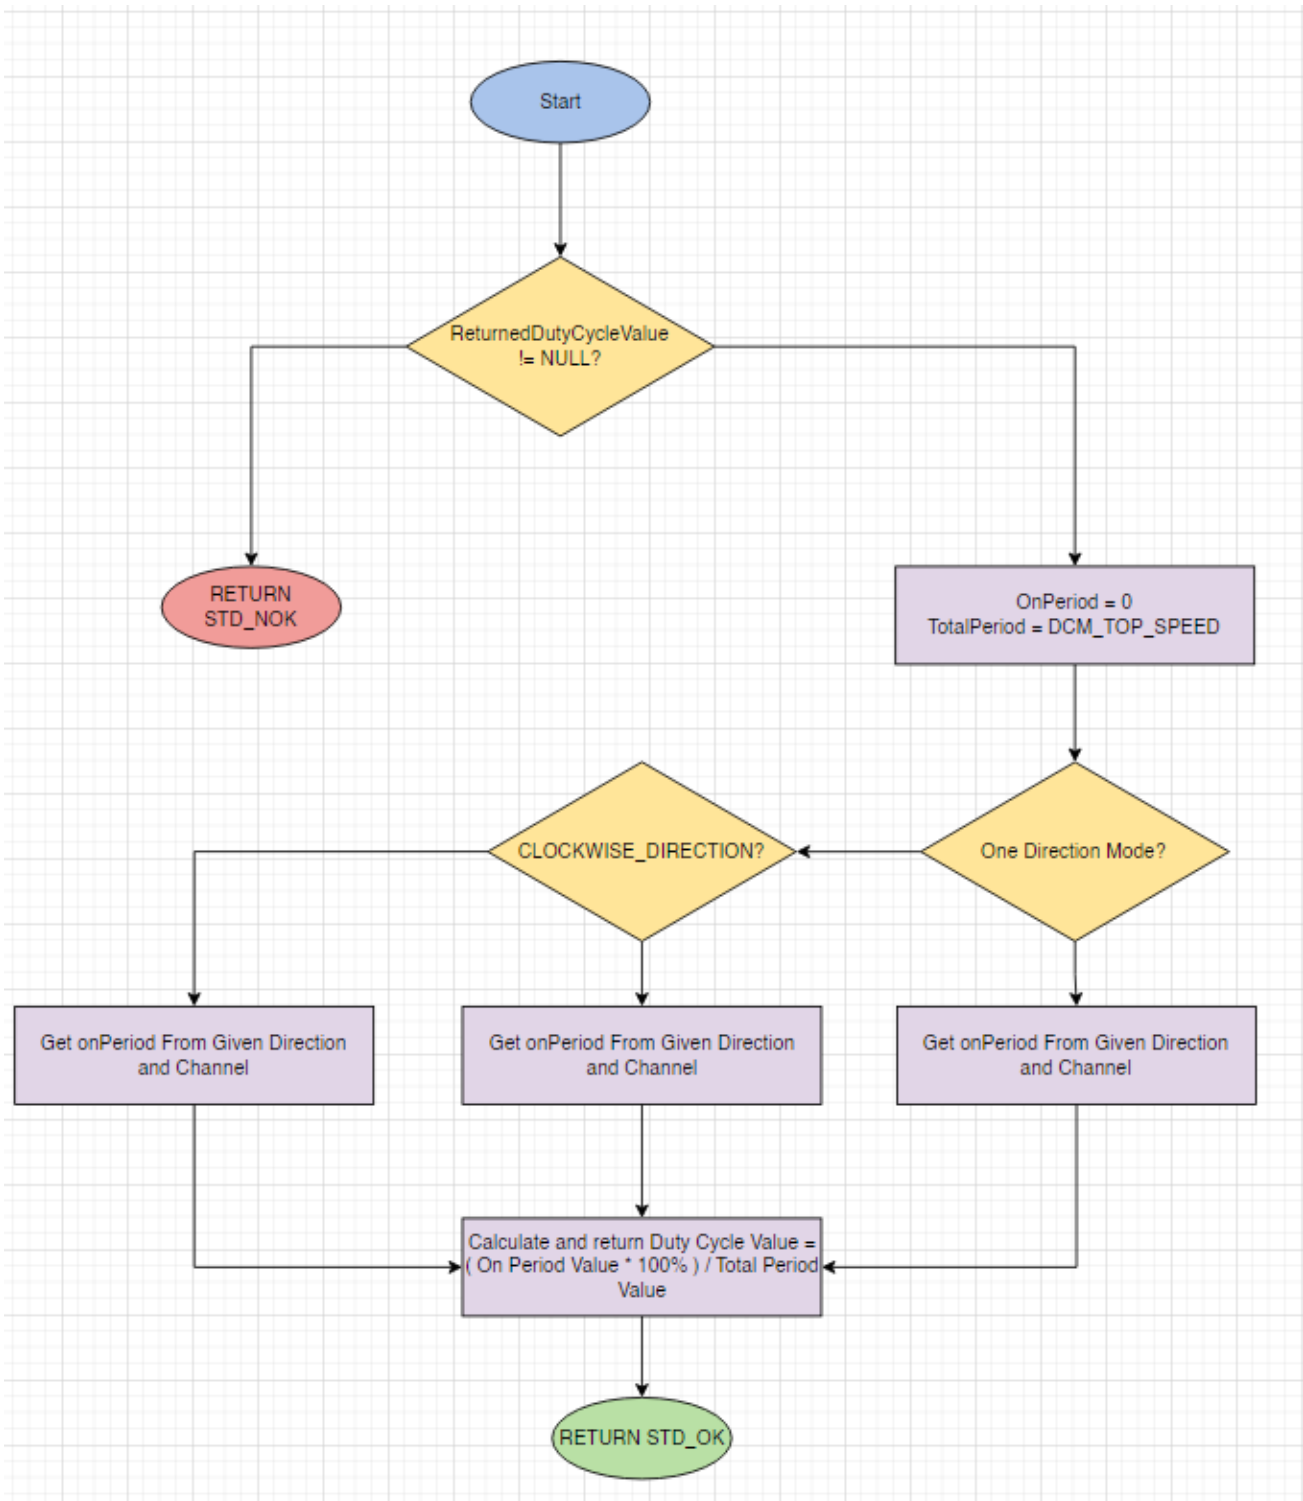 Start
ReturnedDutyCycleValue
!= NULL?
RETURN
STD_NOK
OnPeriod = 0
TotalPeriod = DCM_TOP_SPEED
CLOCKWISE_DIRECTION?
One Direction Mode?
Get onPeriod From Given Direction
and Channel
Get onPeriod From Given Direction
and Channel
Get onPeriod From Given Direction
and Channel
Calculate and return Duty Cycle Value =
( On Period Value * 100% ) / Total Period
Value
RETURN STD_OK